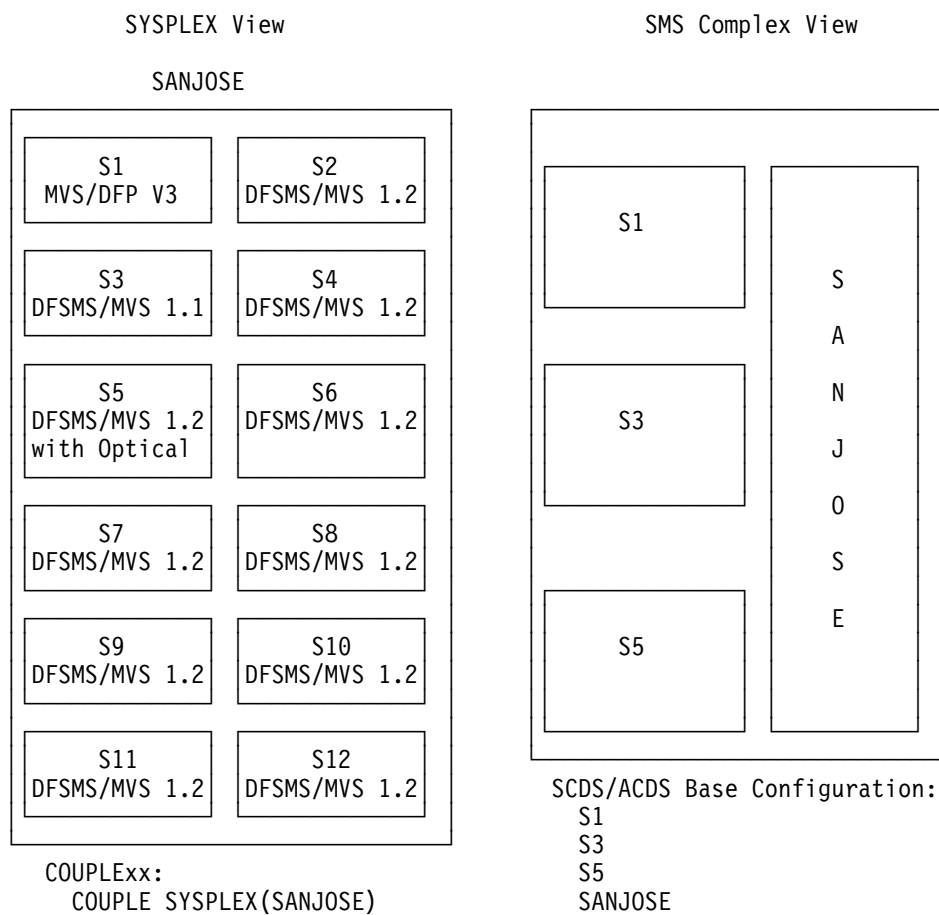 SYSPLEX View
SANJOSE
S1
MVS/DFP V3
S2
DFSMS/MVS 1.2
S3
DFSMS/MVS 1.1
S4
DFSMS/MVS 1.2
S5
DFSMS/MVS 1.2
with Optical
S6
DFSMS/MVS 1.2
S7
DFSMS/MVS 1.2
S8
DFSMS/MVS 1.2
S9
DFSMS/MVS 1.2
S10
DFSMS/MVS 1.2
S11
DFSMS/MVS 1.2
S12
DFSMS/MVS 1.2
COUPLExx:
COUPLE SYSPLEX(SANJOSE)
SMS Complex View
S1
S3
S5
S
A
N
J
O
S
E
SCDS/ACDS Base Configuration:
S1
S3
S5
SANJOSE